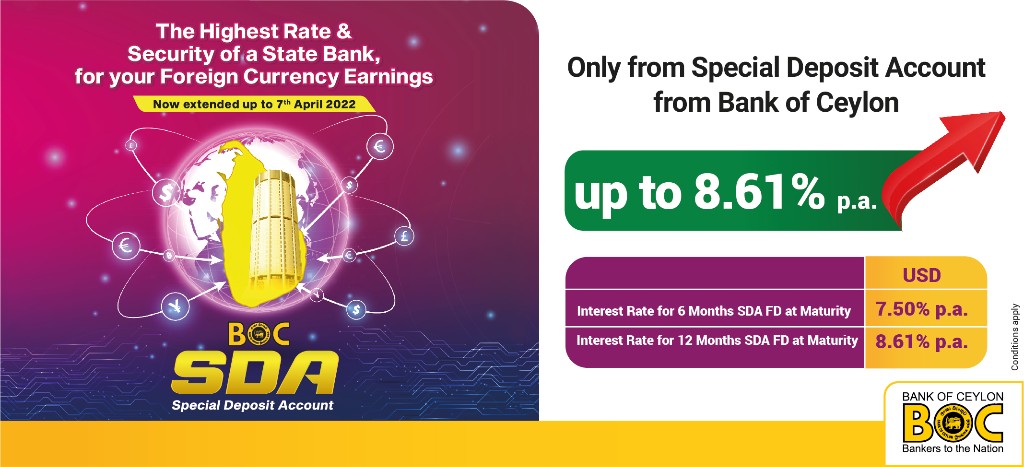 The Highest Rate &
Security of a State Bank,
for your Foreign Currency Earnings
Now extended up to 7th April 2022
$
€
$
€
£
€
¥
$
BOC
SDA
Special Deposit Account
Only from Special Deposit Account
from Bank of Ceylon
up to 8.61% p.a.
USD
Interest Rate for 6 Months SDA FD at Maturity 7.50% p.a.
Interest Rate for 12 Months SDA FD at Maturity 8.61% p.a.
Conditions apply
BANK OF CEYLON
BOC
Bankers to the Nation